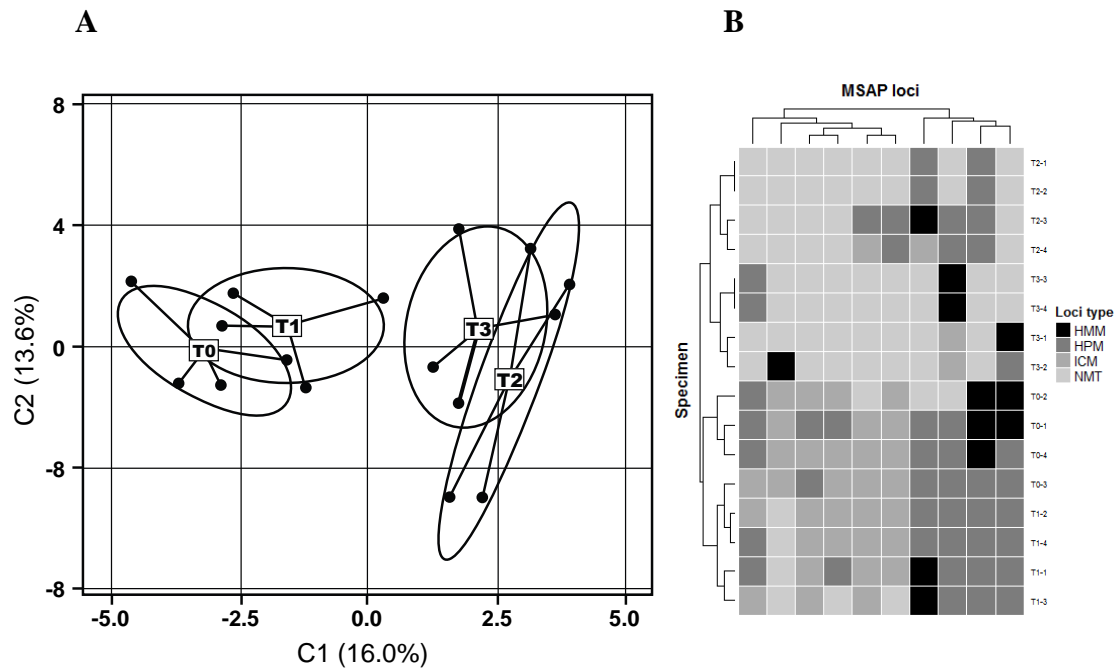 A
B
8
4
0
-8
-8
C2 (13.6%)
T0
T1
T3
T2
-5.0
-2.5
0.0
2.5
5.0
C1 (16.0%)
MSAP loci
Specimen
T2-1
T2-2
T2-3
T2-4
T3-3
T3-4
T3-1
T3-2
T0-2
T0-1
T0-4
T0-3
T1-2
T1-4
T1-1
T1-3
Loci type
HMM
HPM
ICM
NMT